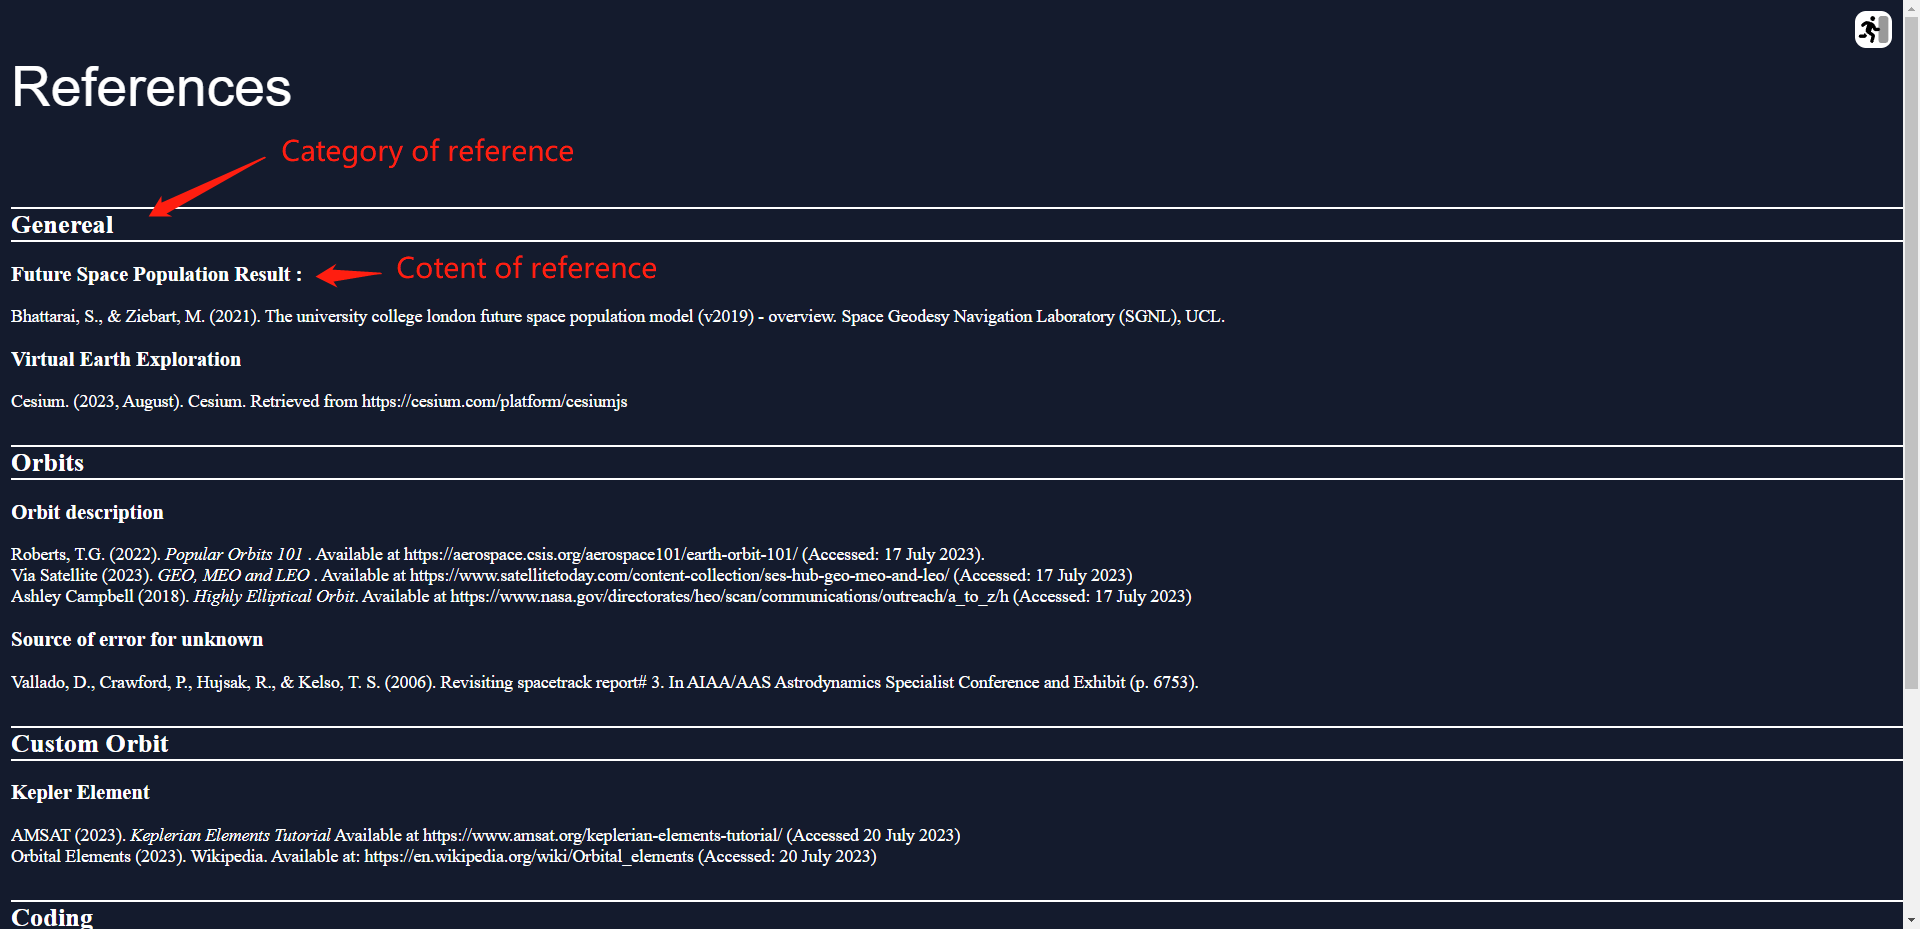 References
Category of reference
Genereal
Future Space Population Result :
Cotent of reference
Bhattarai, S., & Ziebart, M. (2021). The university college london future space population model (v2019) - overview. Space Geodesy Navigation Laboratory (SGNL), UCL.
Virtual Earth Exploration
Cesium. (2023, August). Cesium. Retrieved from https://cesium.com/platform/cesiumjs
Orbits
Orbit description
Roberts, T.G. (2022). Popular Orbits 101 . Available at https://aerospace.csis.org/aerospace101/earth-orbit-101/ (Accessed: 17 July 2023).
Via Satellite (2023). GEO, MEO and LEO . Available at https://www.satellitetoday.com/content-collection/ses-hub-geo-meo-and-leo/ (Accessed: 17 July 2023)
Ashley Campbell (2018). Highly Elliptical Orbit. Available at https://www.nasa.gov/directorates/heo/scan/communications/outreach/a_to_z/h (Accessed: 17 July 2023)
Source of error for unknown
Vallado, D., Crawford, P., Hujsak, R., & Kelso, T. S. (2006). Revisiting spacetrack report# 3. In AIAA/AAS Astrodynamics Specialist Conference and Exhibit (p. 6753).
Custom Orbit
Kepler Element
AMSAT (2023). Keplerian Elements Tutorial Available at https://www.amsat.org/keplerian-elements-tutorial/ (Accessed 20 July 2023)
Orbital Elements (2023). Wikipedia. Available at: https://en.wikipedia.org/wiki/Orbital_elements (Accessed: 20 July 2023)
Coding